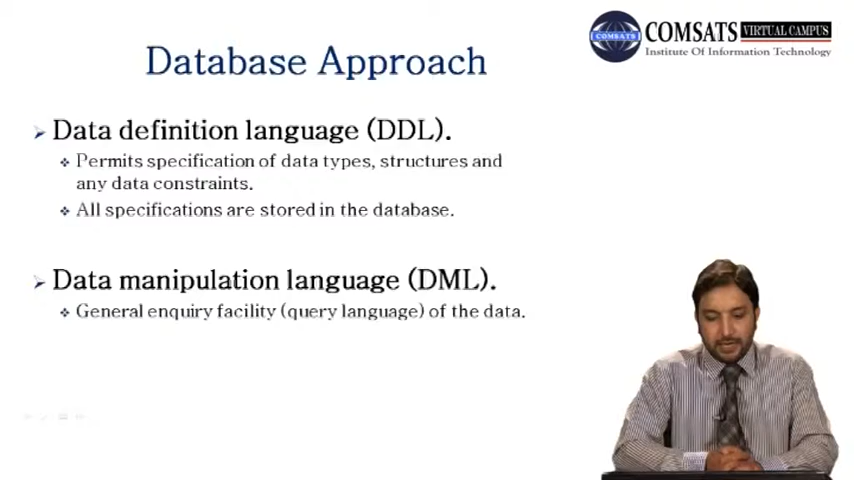 COMSATS VIRTUAL CAMPUS
COMSATS
Institute Of Information Technology
Database Approach
Data definition language (DDL).
Permits specification of data types, structures and
any data constraints.
All specifications are stored in the database.
Data manipulation language (DML).
General enquiry facility (query language) of the data.